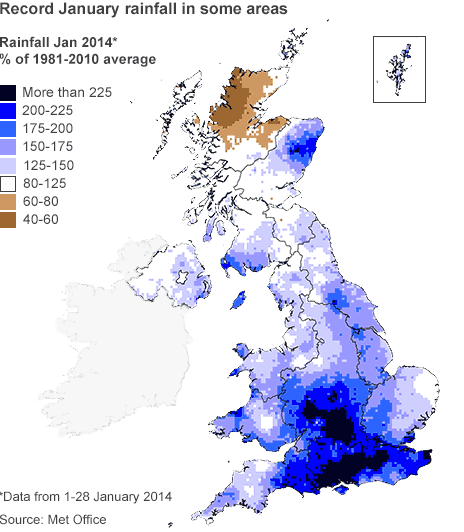 Record January rainfall in some areas
Rainfall Jan 2014*
% of 1981-2010 average
More than 225
200-225
175-200
150-175
125-150
80-125
60-80
40-60
*Data from 1-28 January 2014
Source: Met Office